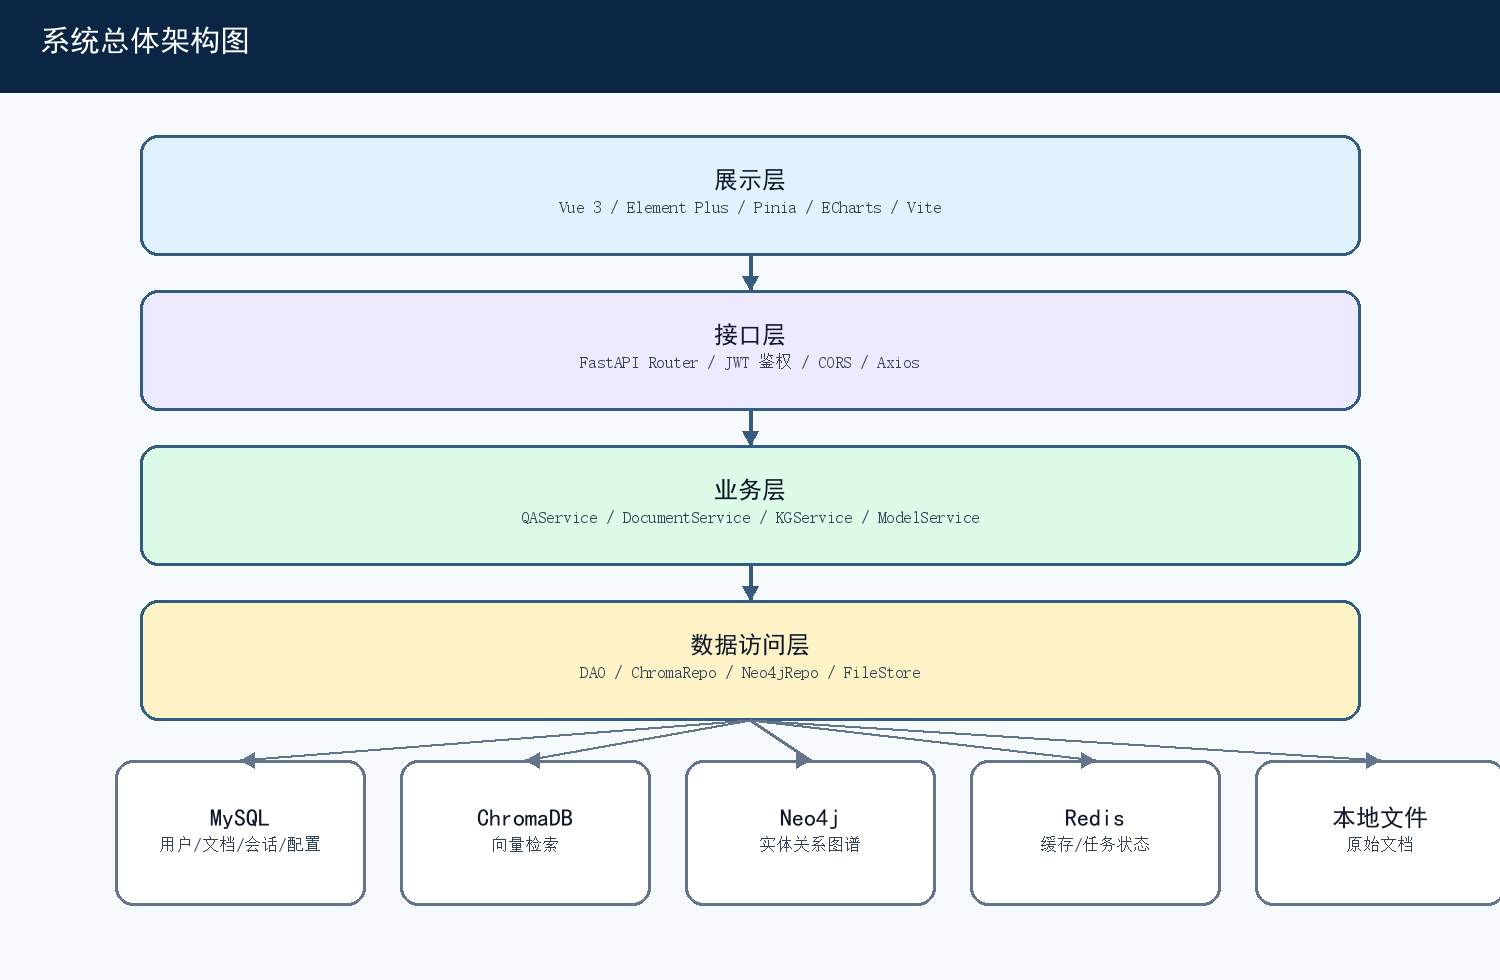 系统总体架构图
展示层
Vue 3 / Element Plus / Pinia / ECharts / Vite
接口层
FastAPI Router / JWT 鉴权 / CORS / Axios
业务层
QAService / DocumentService / KGService / ModelService
数据访问层
DAO / ChromaRepo / Neo4jRepo / FileStore
MySQL
用户/文档/会话/配置
ChromaDB
向量检索
Neo4j
实体关系图谱
Redis
缓存/任务状态
本地文件
原始文档